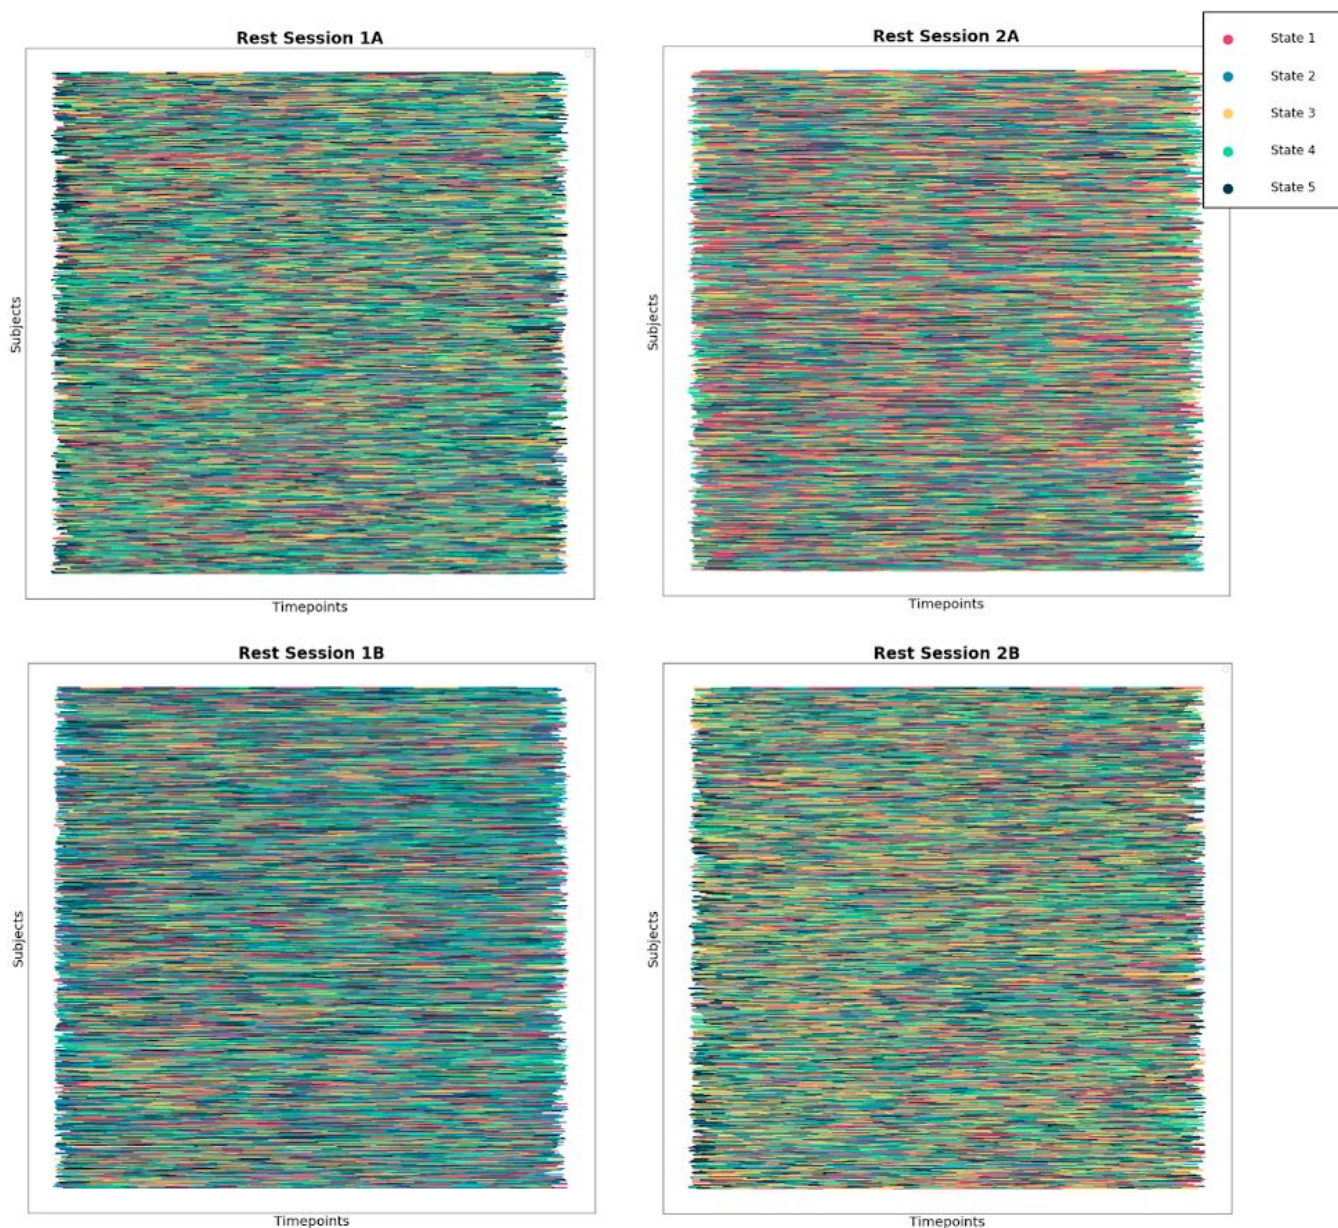 Rest Session 1A
Subjects
Timepoints
Rest Session 2A
Subjects
Timepoints
State 1
State 2
State 3
State 4
State 5
Rest Session 1B
Subjects
Timepoints
Rest Session 2B
Subjects
Timepoints